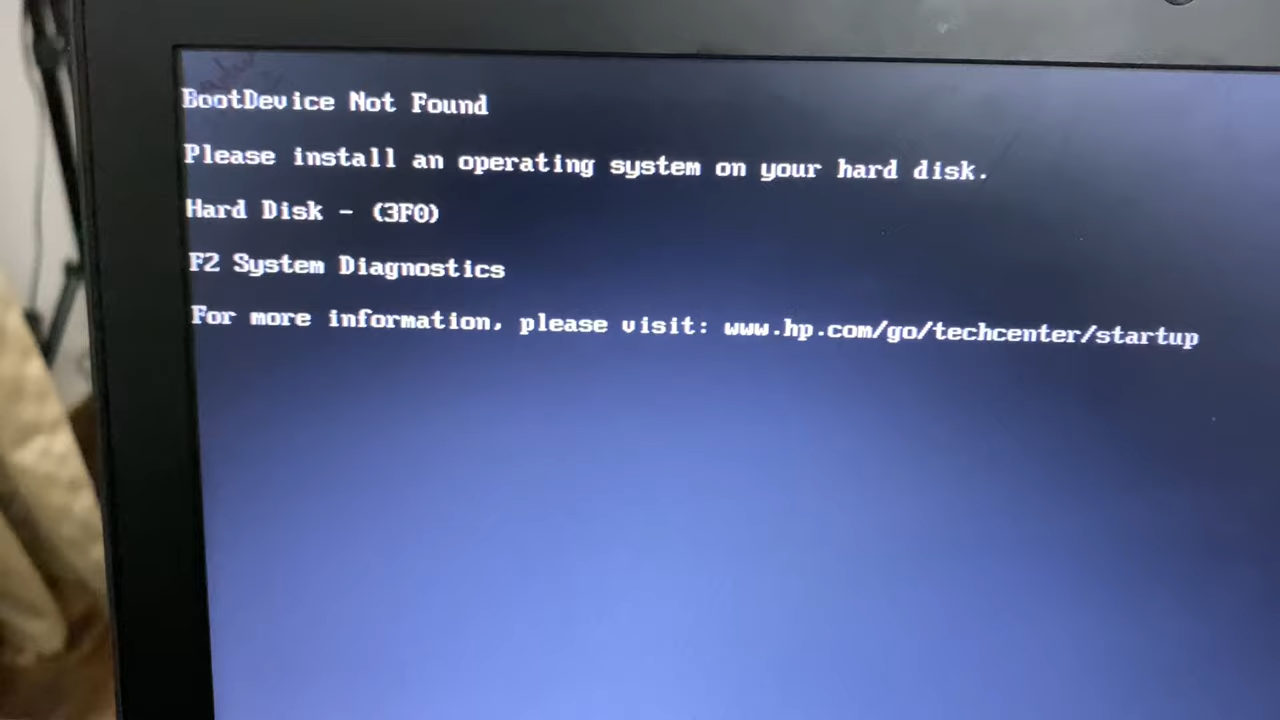 BootDevice Not Found
Please install an operating system on your hard disk.
Hard Disk - (3F0)
F2 System Diagnostics
For more information, please visit: www.hp.com/go/techcenter/startup